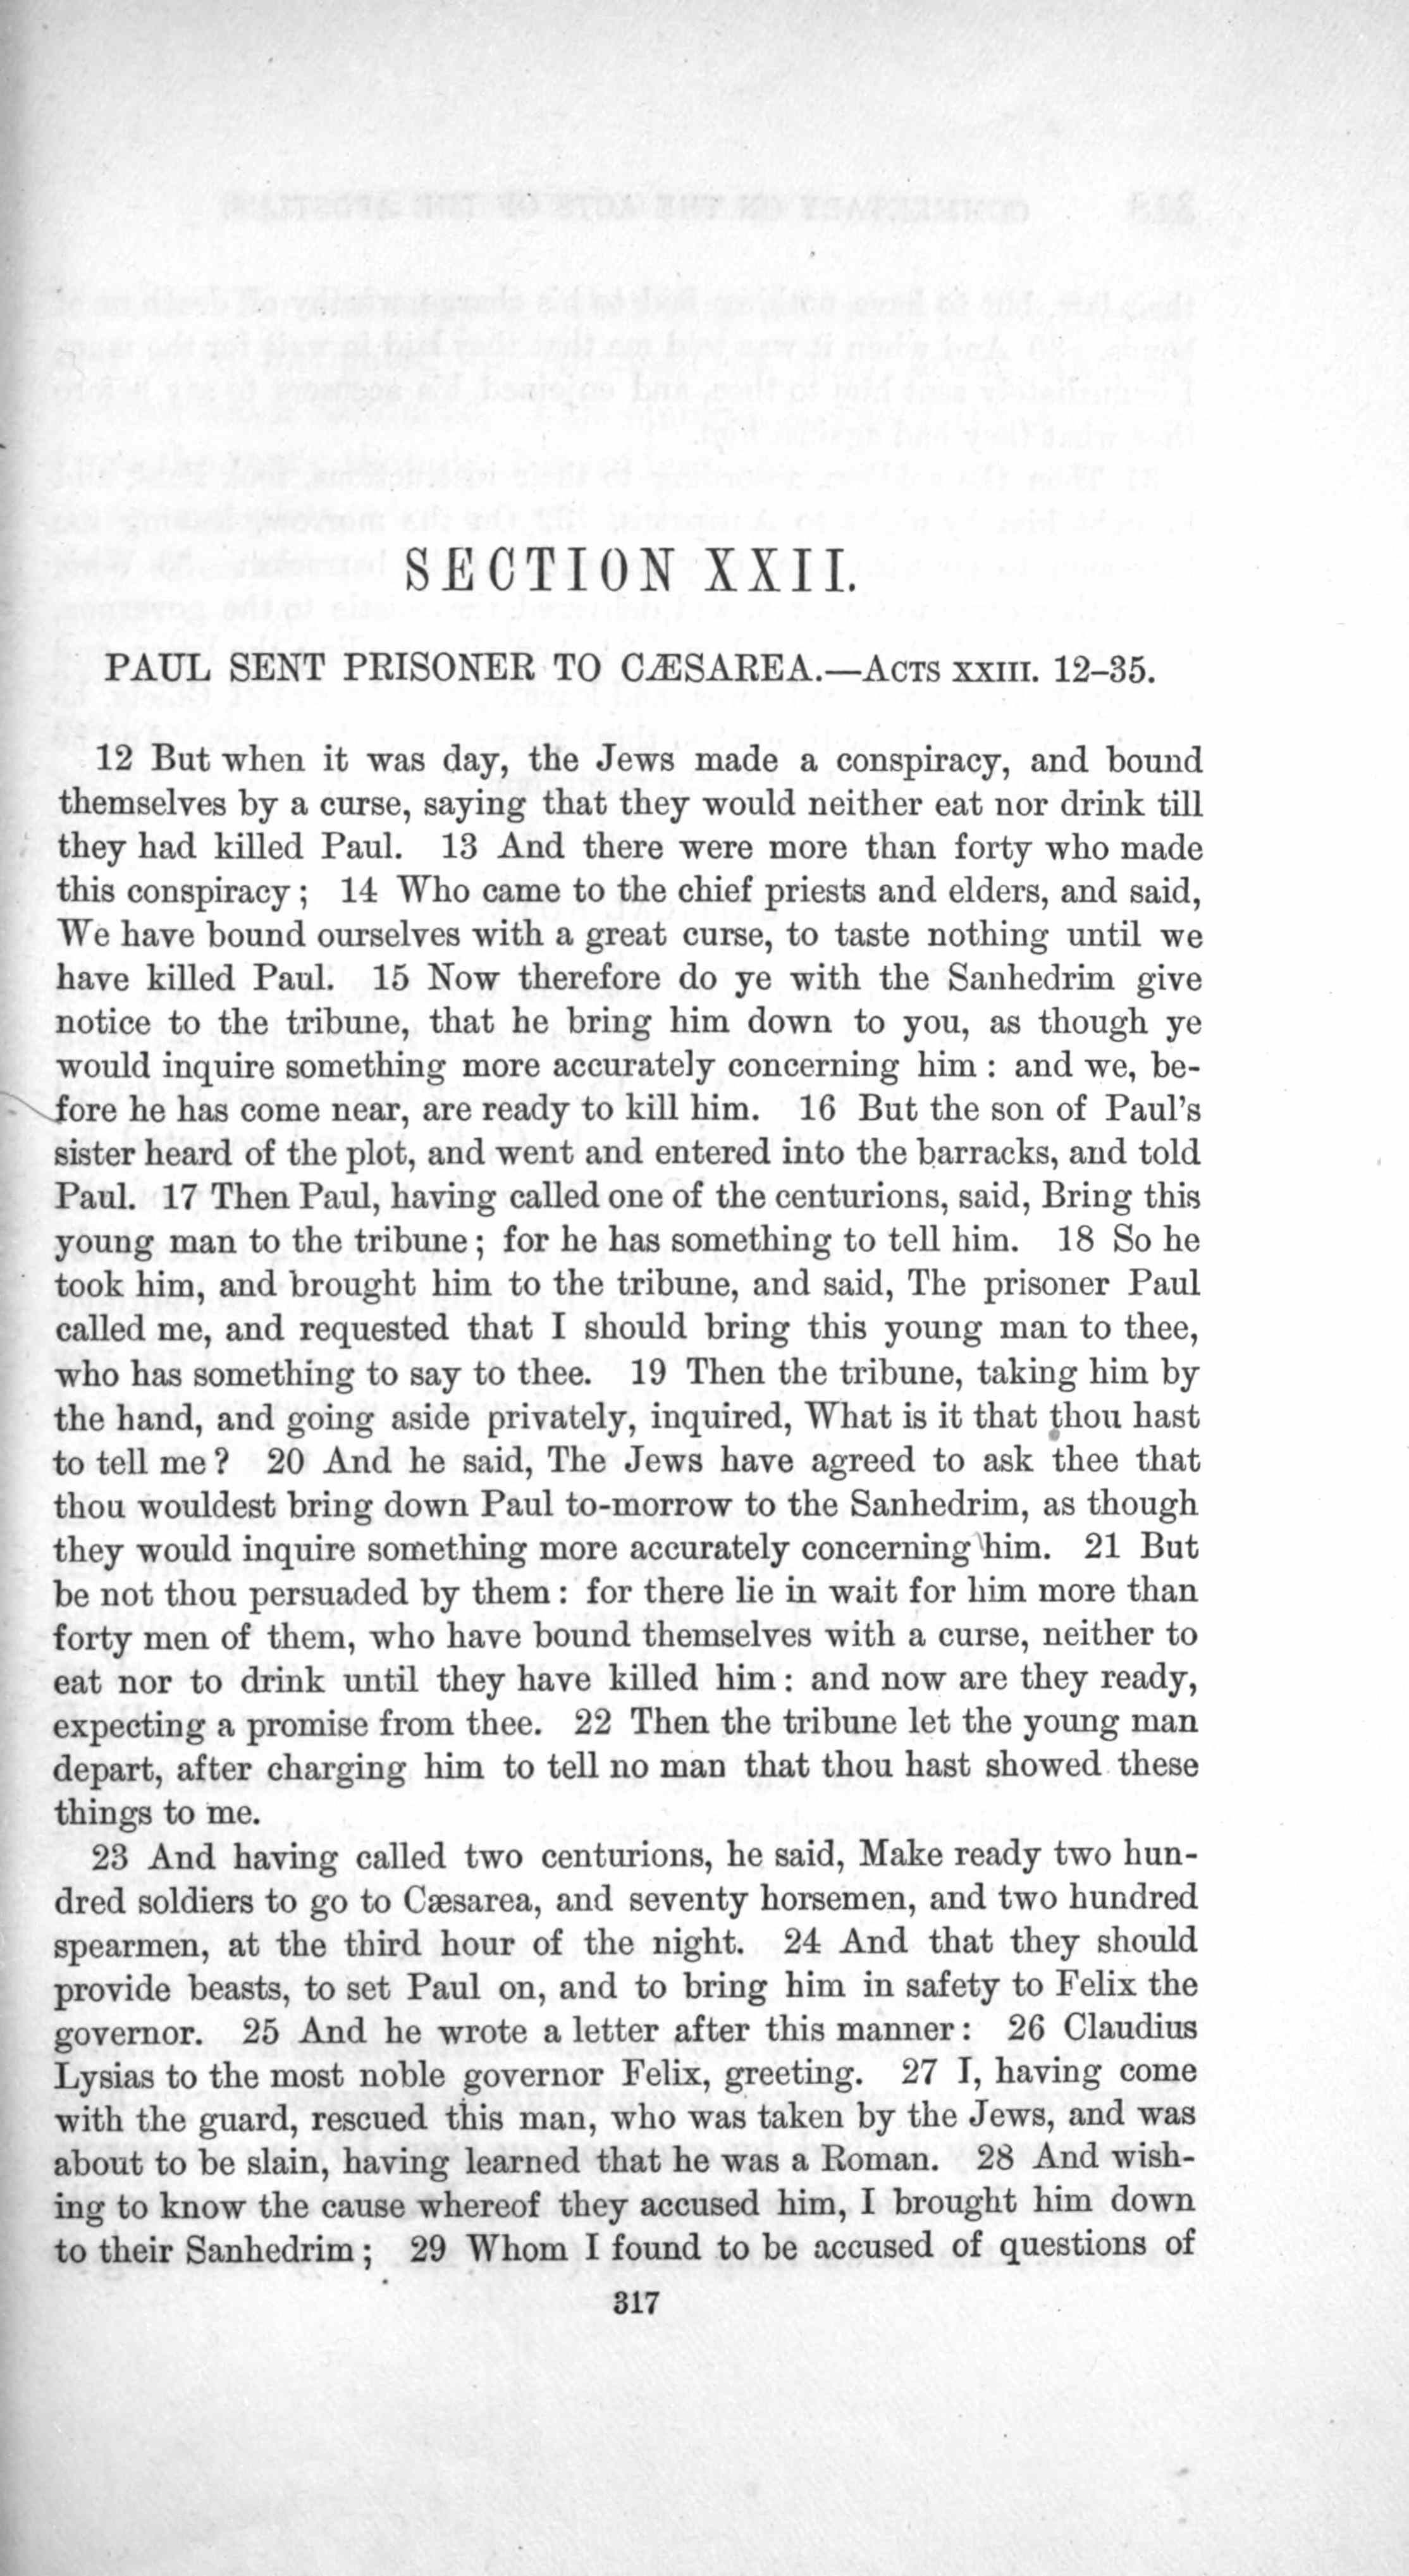 SECTION XXII.
PAUL SENT PRISONER TO CÆSAREA.—ACTS XXIII. 12–35.
12 But when it was day, the Jews made a conspiracy, and bound
themselves by a curse, saying that they would neither eat nor drink till
they had killed Paul. 13 And there were more than forty who made
this conspiracy; 14 Who came to the chief priests and elders, and said,
We have bound ourselves with a great curse, to taste nothing until we
have killed Paul. 15 Now therefore do ye with the Sanhedrim give
notice to the tribune, that he bring him down to you, as though ye
would inquire something more accurately concerning him: and we, be-
fore he has come near, are ready to kill him. 16 But the son of Paul's
sister heard of the plot, and went and entered into the barracks, and told
Paul. 17 Then Paul, having called one of the centurions, said, Bring this
young man to the tribune; for he has something to tell him. 18 So he
took him, and brought him to the tribune, and said, The prisoner Paul
called me, and requested that I should bring this young man to thee,
who has something to say to thee. 19 Then the tribune, taking him by
the hand, and going aside privately, inquired, What is it that thou hast
to tell me? 20 And he said, The Jews have agreed to ask thee that
thou wouldest bring down Paul to-morrow to the Sanhedrim, as though
they would inquire something more accurately concerning him. 21 But
be not thou persuaded by them: for there lie in wait for him more than
forty men of them, who have bound themselves with a curse, neither to
eat nor to drink until they have killed him: and now are they ready,
expecting a promise from thee. 22 Then the tribune let the young man
depart, after charging him to tell no man that thou hast showed these
things to me.
23 And having called two centurions, he said, Make ready two hun-
dred soldiers to go to Cæsarea, and seventy horsemen, and two hundred
spearmen, at the third hour of the night. 24 And that they should
provide beasts, to set Paul on, and to bring him in safety to Felix the
governor. 25 And he wrote a letter after this manner: 26 Claudius
Lysias to the most noble governor Felix, greeting. 27 I, having come
with the guard, rescued this man, who was taken by the Jews, and was
about to be slain, having learned that he was a Roman. 28 And wish-
ing to know the cause whereof they accused him, I brought him down
to their Sanhedrim; 29 Whom I found to be accused of questions of
317